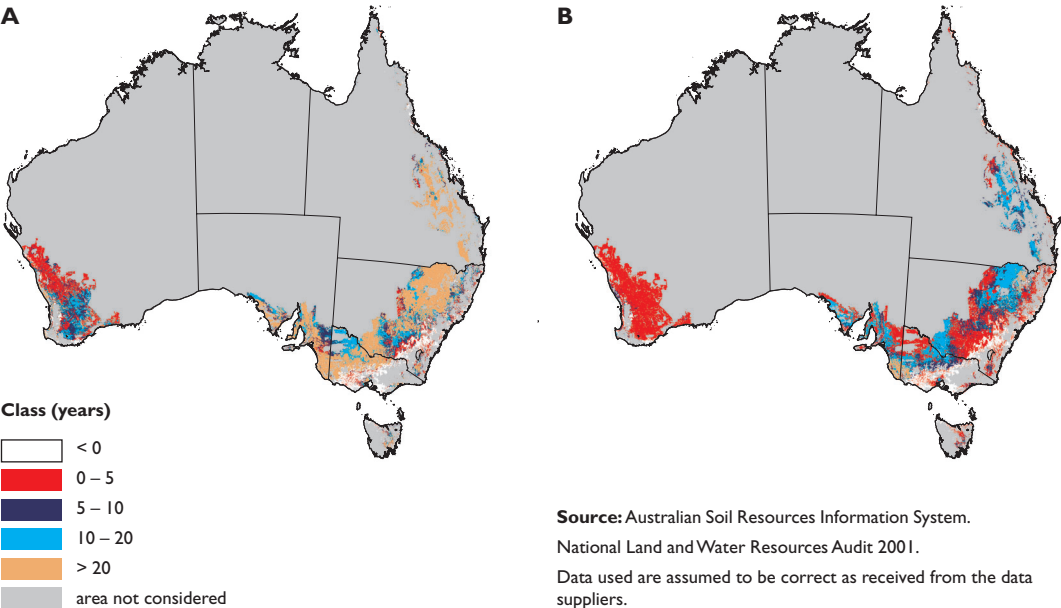 A
B
Class (years)
< 0
0 – 5
5 – 10
10 – 20
> 20
area not considered
Source: Australian Soil Resources Information System.
National Land and Water Resources Audit 2001.
Data used are assumed to be correct as received from the data
suppliers.